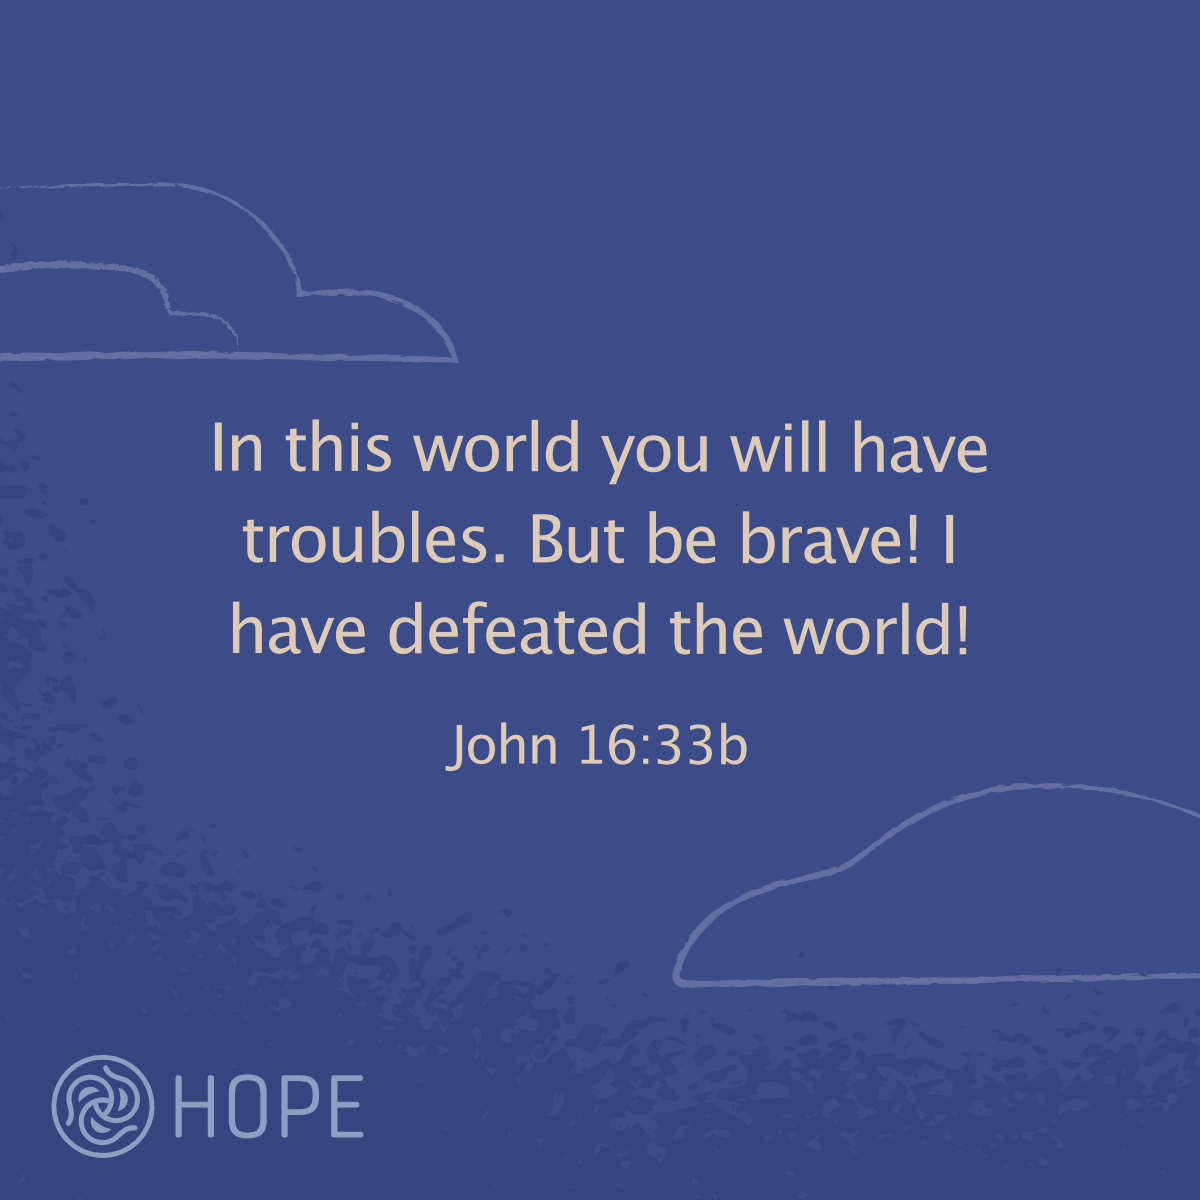 In this world you will have
troubles. But be brave! I
have defeated the world!
John 16:33b
HOPE